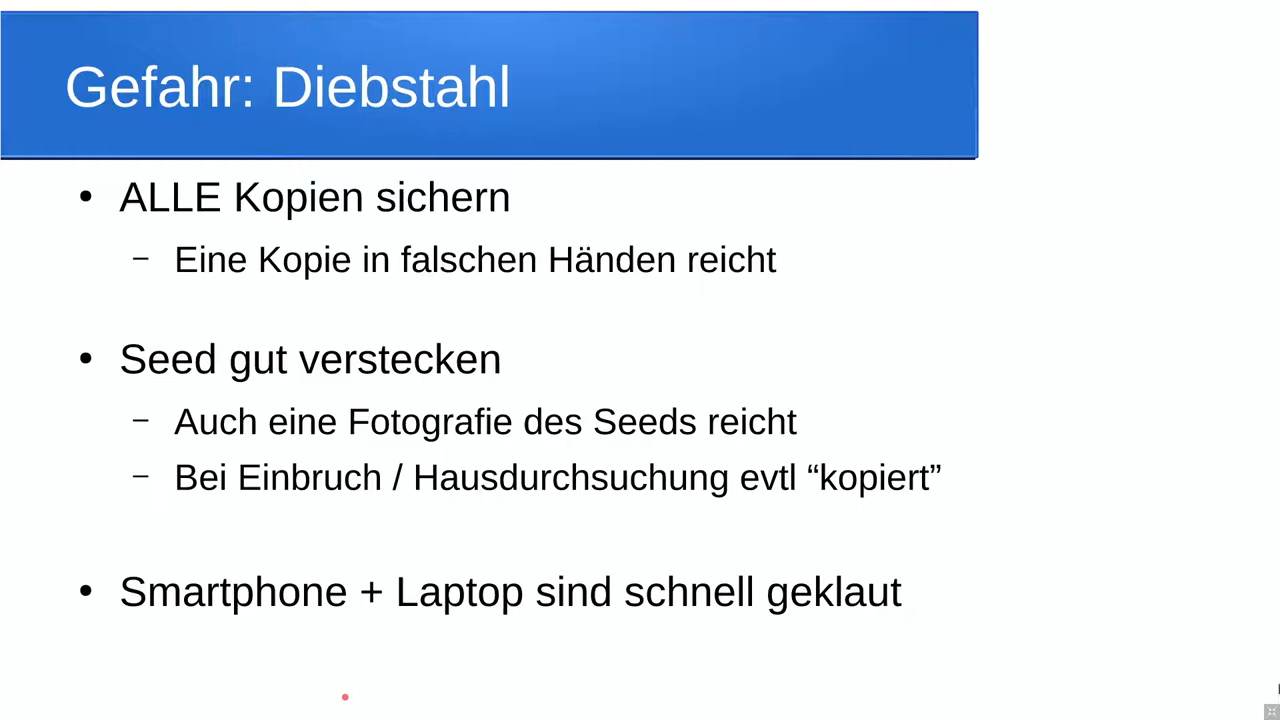 Gefahr: Diebstahl
• ALLE Kopien sichern
– Eine Kopie in falschen Händen reicht
• Seed gut verstecken
– Auch eine Fotografie des Seeds reicht
– Bei Einbruch / Hausdurchsuchung evtl “kopiert”
• Smartphone + Laptop sind schnell geklaut